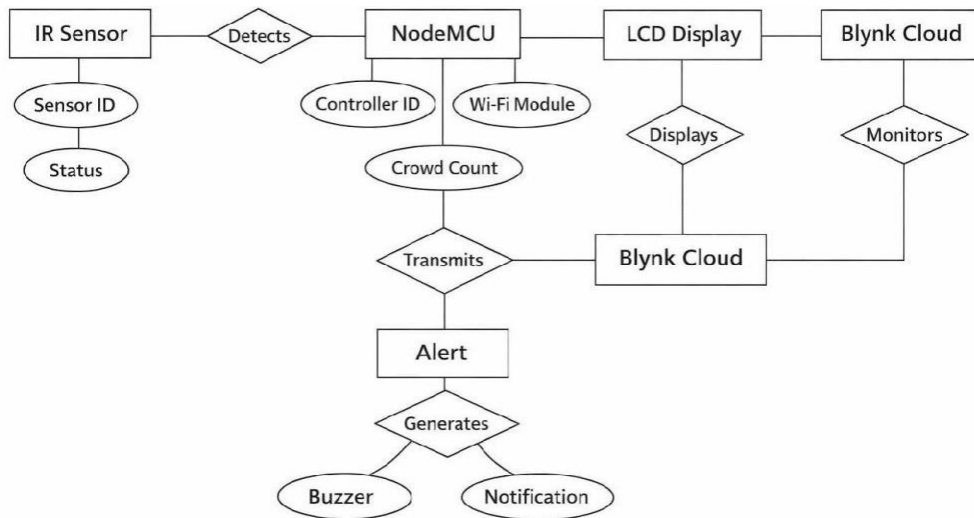 IR Sensor
Detects
NodeMCU
LCD Display
Blynk Cloud
Sensor ID
Controller ID
Wi-Fi Module
Displays
Monitors
Status
Crowd Count
Transmits
Blynk Cloud
Alert
Generates
Buzzer
Notification